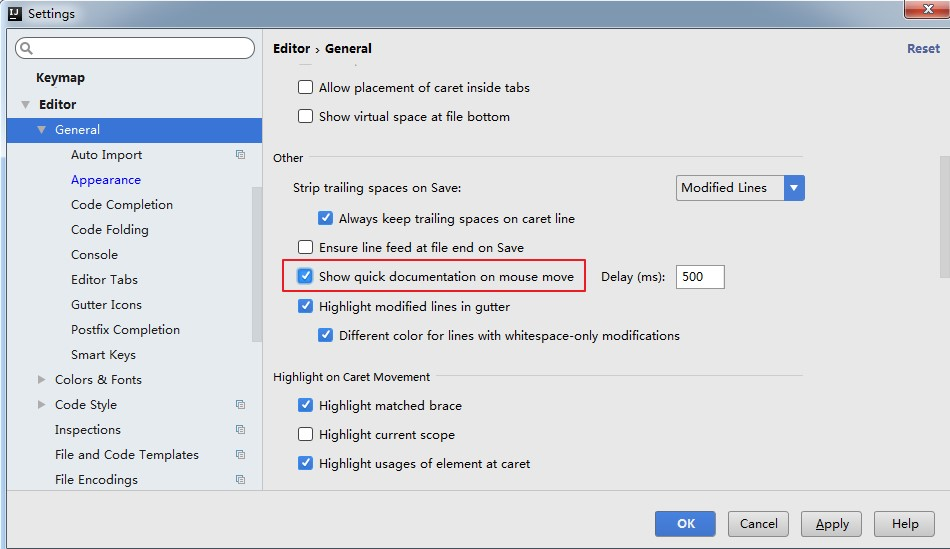 IJ Settings
Keymap
Editor
General
Auto Import
Appearance
Code Completion
Code Folding
Console
Editor Tabs
Gutter Icons
Postfix Completion
Smart Keys
Colors & Fonts
Code Style
Inspections
File and Code Templates
File Encodings
Editor › General
Reset
Allow placement of caret inside tabs
Show virtual space at file bottom
Other
Strip trailing spaces on Save: Modified Lines
Always keep trailing spaces on caret line
Ensure line feed at file end on Save
Show quick documentation on mouse move Delay (ms): 500
Highlight modified lines in gutter
Different color for lines with whitespace-only modifications
Highlight on Caret Movement
Highlight matched brace
Highlight current scope
Highlight usages of element at caret
OK Cancel Apply Help